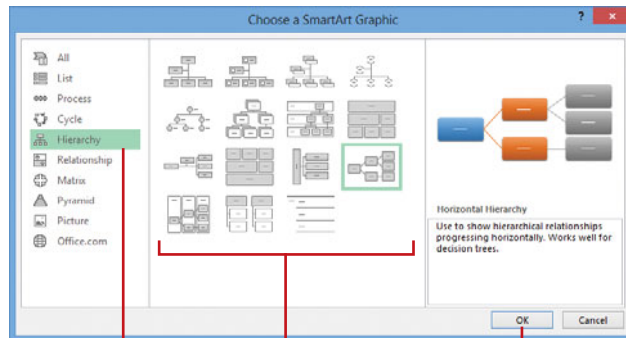 Choose a SmartArt Graphic
?
All
List
Process
Cycle
Hierarchy
Relationship
Matrix
Pyramid
Picture
Office.com
Horizontal Hierarchy
Use to show hierarchical relationships
progressing horizontally. Works well for
decision trees.
OK
Cancel